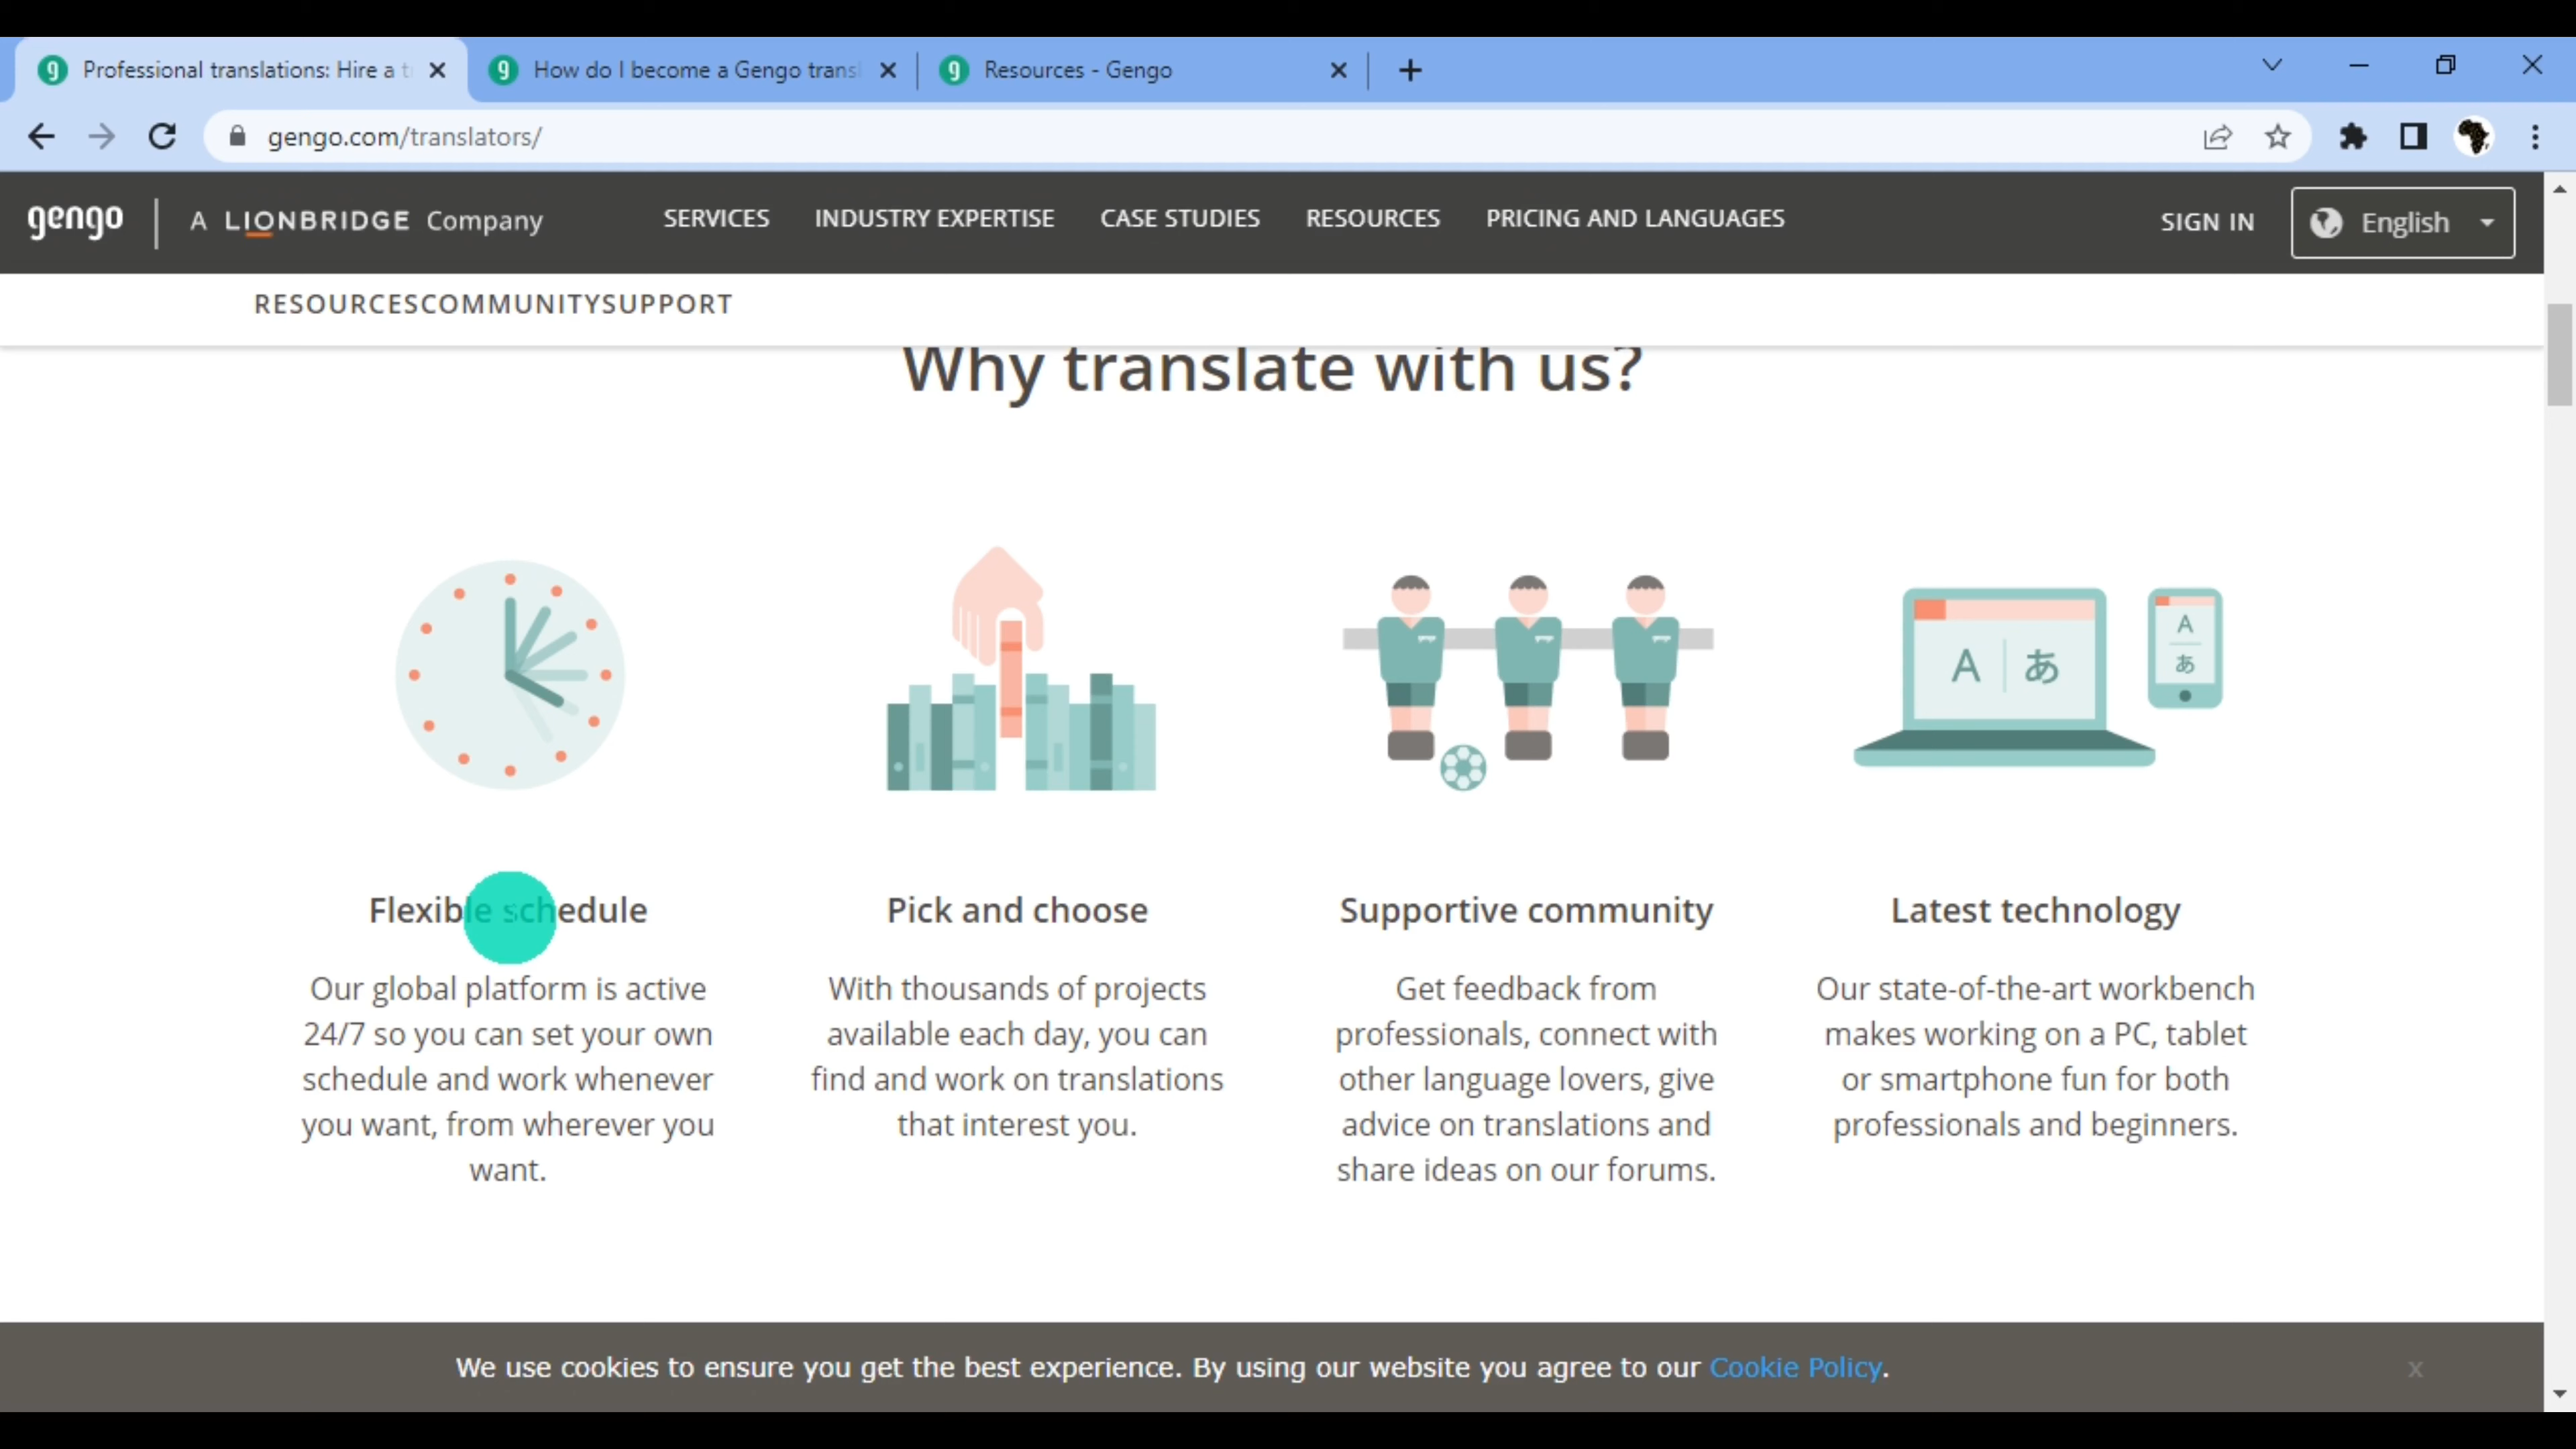 Professional translations: Hire a t
How do I become a Gengo trans
Resources - Gengo
gengo.com/translators/
gengo
A LIONBRIDGE Company
SERVICES
INDUSTRY EXPERTISE
CASE STUDIES
RESOURCES
PRICING AND LANGUAGES
SIGN IN
English
RESOURCESCOMMUNITYSUPPORT
Why translate with us?
A あ
A
あ
Flexible schedule
Our global platform is active
24/7 so you can set your own
schedule and work whenever
you want, from wherever you
want.
Pick and choose
With thousands of projects
available each day, you can
find and work on translations
that interest you.
Supportive community
Get feedback from
professionals, connect with
other language lovers, give
advice on translations and
share ideas on our forums.
Latest technology
Our state-of-the-art workbench
makes working on a PC, tablet
or smartphone fun for both
professionals and beginners.
We use cookies to ensure you get the best experience. By using our website you agree to our Cookie Policy.
x